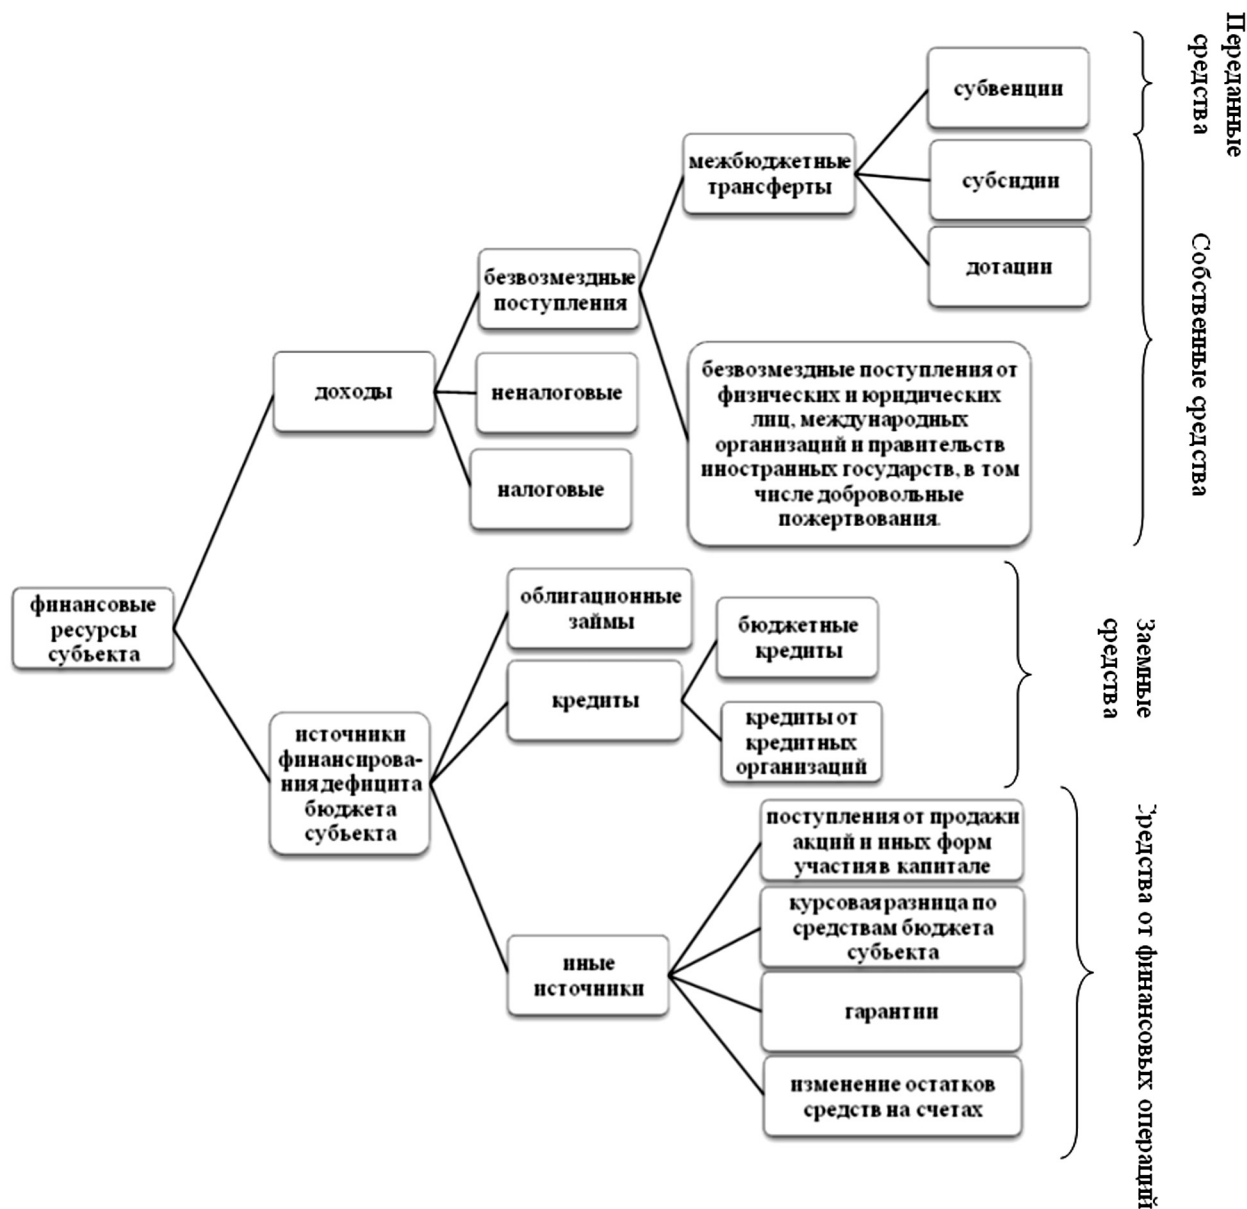 финансовые
ресурсы
субъекта
доходы
безвозмездные
поступления
неналоговые
налоговые
межбюджетные
трансферты
субвенции
субсидии
дотации
безвозмездные поступления от
физических и юридических
лиц, международных
организаций и правительств
иностранных государств, в том
числе добровольные
пожертвования.
источники
финансирова-
ния дефицита
бюджета
субъекта
облигационные
займы
кредиты
бюджетные
кредиты
кредиты от
кредитных
организаций
иные
источники
поступления от продажи
акций и иных форм
участия в капитале
курсовая разница по
средствам бюджета
субъекта
гарантии
изменение остатков
средств на счетах
Переданные
средства
Собственные средства
Заемные
средства
Средства от финансовых операций